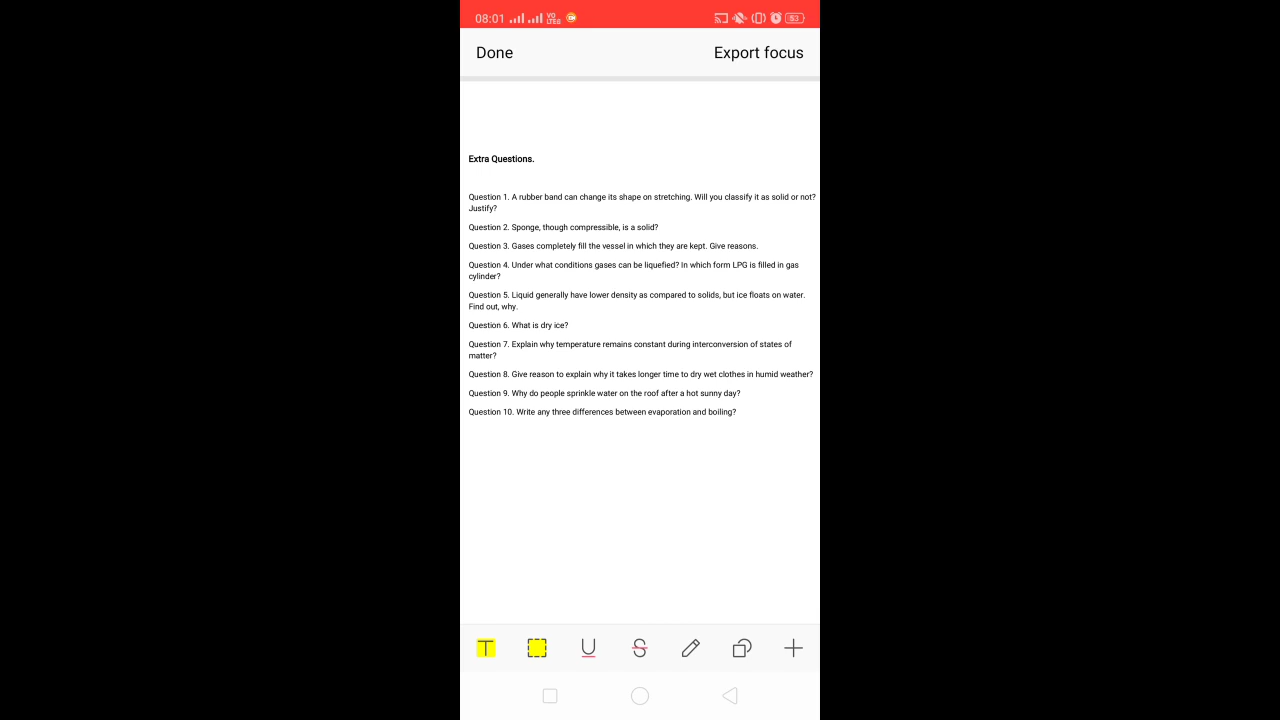 08:01 VO LTE
53
Done Export focus
Extra Questions.
Question 1. A rubber band can change its shape on stretching. Will you classify it as solid or not?
Justify?
Question 2. Sponge, though compressible, is a solid?
Question 3. Gases completely fill the vessel in which they are kept. Give reasons.
Question 4. Under what conditions gases can be liquefied? In which form LPG is filled in gas
cylinder?
Question 5. Liquid generally have lower density as compared to solids, but ice floats on water.
Find out, why.
Question 6. What is dry ice?
Question 7. Explain why temperature remains constant during interconversion of states of
matter?
Question 8. Give reason to explain why it takes longer time to dry wet clothes in humid weather?
Question 9. Why do people sprinkle water on the roof after a hot sunny day?
Question 10. Write any three differences between evaporation and boiling?
T U S